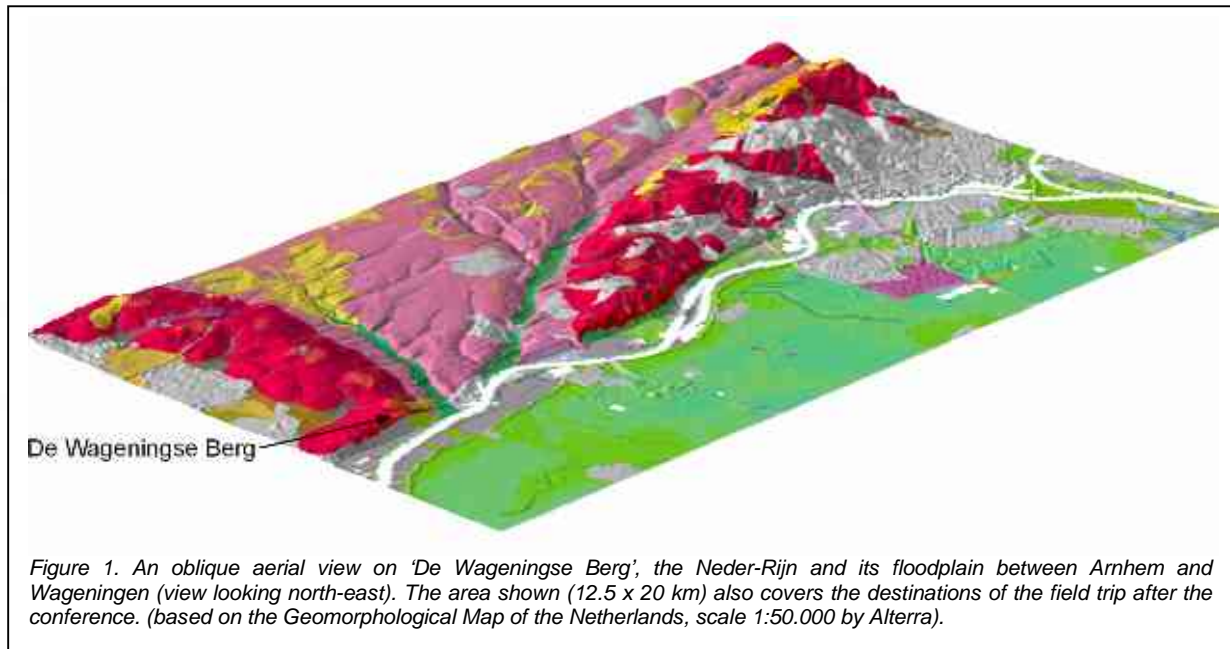 De Wageningse Berg
Figure 1. An oblique aerial view on ‘De Wageningse Berg’, the Neder-Rijn and its floodplain between Arnhem and
Wageningen (view looking north-east). The area shown (12.5 x 20 km) also covers the destinations of the field trip after the
conference. (based on the Geomorphological Map of the Netherlands, scale 1:50.000 by Alterra).